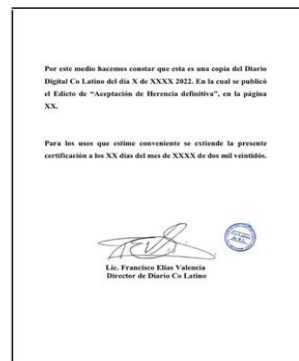 Por este medio hacemos constar que esta es una copia del Diario
Digital Co Latino del día X de XXXX 2022. En la cual se publicó
el Edicto de “Aceptación de Herencia definitiva”, en la página
XX.
Para los usos que estime conveniente se extiende la presente
certificación a los XX días del mes de XXXX de dos mil veintidós.
Lic. Francisco Elías Valencia
Director de Diario Co Latino